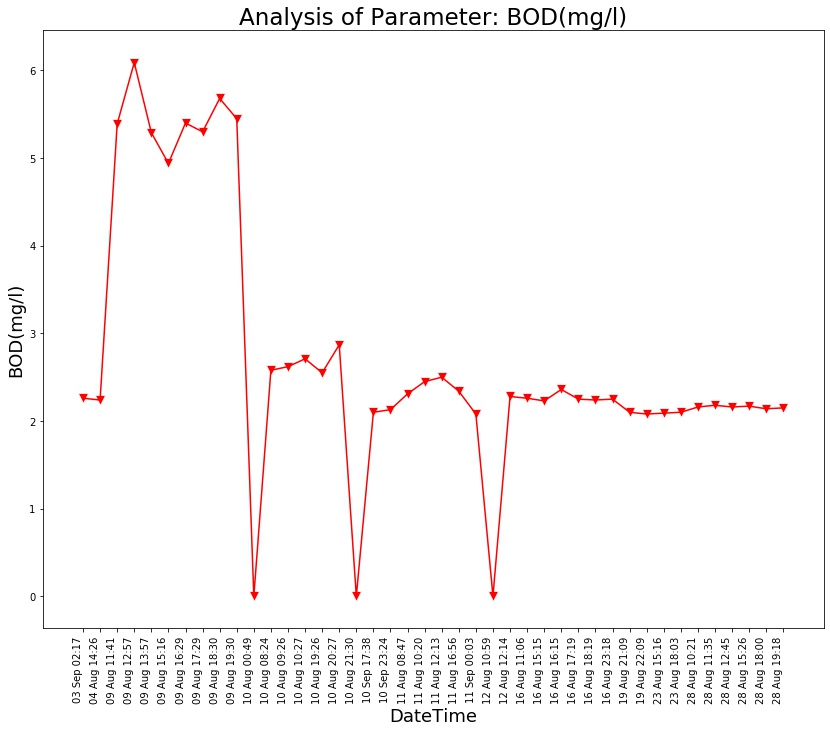 Analysis of Parameter: BOD(mg/l)
BOD(mg/l)
6
5
4
3
2
1
0
03 Sep 02:17
04 Aug 14:26
09 Aug 11:41
09 Aug 12:57
09 Aug 13:57
09 Aug 15:16
09 Aug 16:29
09 Aug 17:29
09 Aug 18:30
09 Aug 19:30
10 Aug 00:49
10 Aug 08:24
10 Aug 09:26
10 Aug 10:27
10 Aug 19:26
10 Aug 20:27
10 Aug 21:30
10 Sep 17:38
10 Sep 23:24
11 Aug 08:47
11 Aug 10:20
11 Aug 12:13
11 Aug 16:56
11 Sep 00:03
12 Aug 10:59
12 Aug 12:14
16 Aug 11:06
16 Aug 15:15
16 Aug 16:15
16 Aug 17:19
16 Aug 18:19
16 Aug 23:18
19 Aug 21:09
19 Aug 22:09
23 Aug 15:16
23 Aug 18:03
28 Aug 10:21
28 Aug 11:35
28 Aug 12:45
28 Aug 15:26
28 Aug 18:00
28 Aug 19:18
DateTime